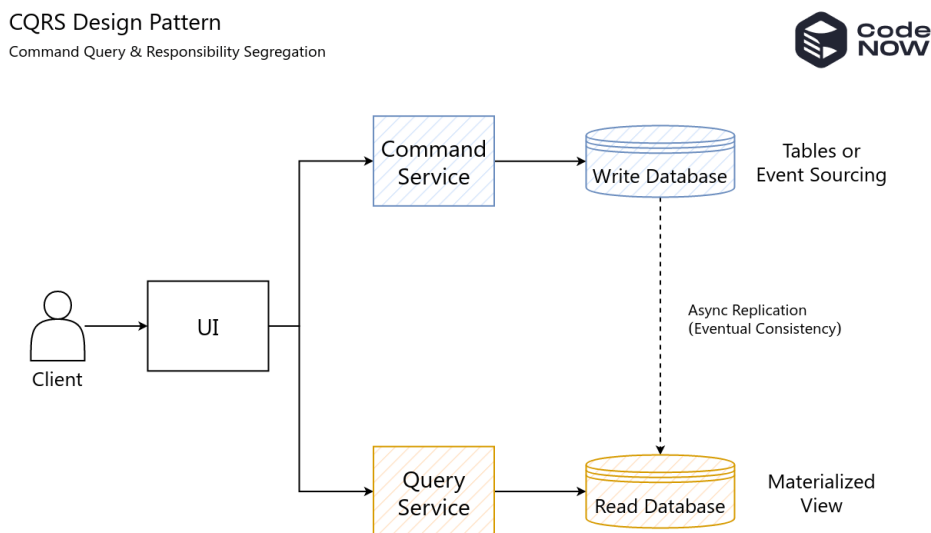 CQRS Design Pattern
Command Query & Responsibility Segregation
Code
NOW
Command
Service
Write Database
Tables or
Event Sourcing
UI
Client
Async Replication
(Eventual Consistency)
Query
Service
Read Database
Materialized
View